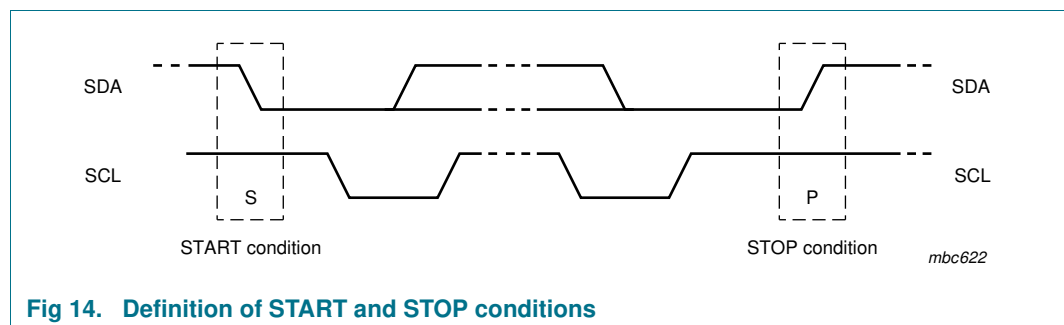 SDA
SDA
SCL
SCL
S
P
START condition
STOP condition
mbc622
Fig 14. Definition of START and STOP conditions